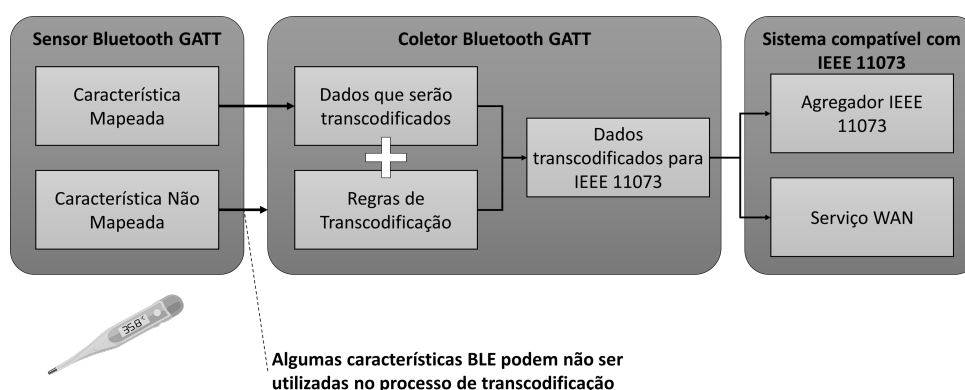 Sensor Bluetooth GATT
Característica
Mapeada
Característica Não
Mapeada
Coletor Bluetooth GATT
Dados que serão
transcodificados
Regras de
Transcodificação
Dados
transcodificados para
IEEE 11073
Sistema compatível com
IEEE 11073
Agregador IEEE
11073
Serviço WAN
35.8°C
Algumas características BLE podem não ser
utilizadas no processo de transcodificação